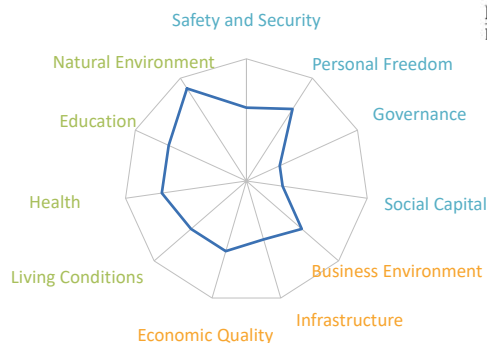 Safety and Security
Natural Environment
Personal Freedom
Education
Governance
Health
Social Capital
Living Conditions
Business Environment
Infrastructure
Economic Quality